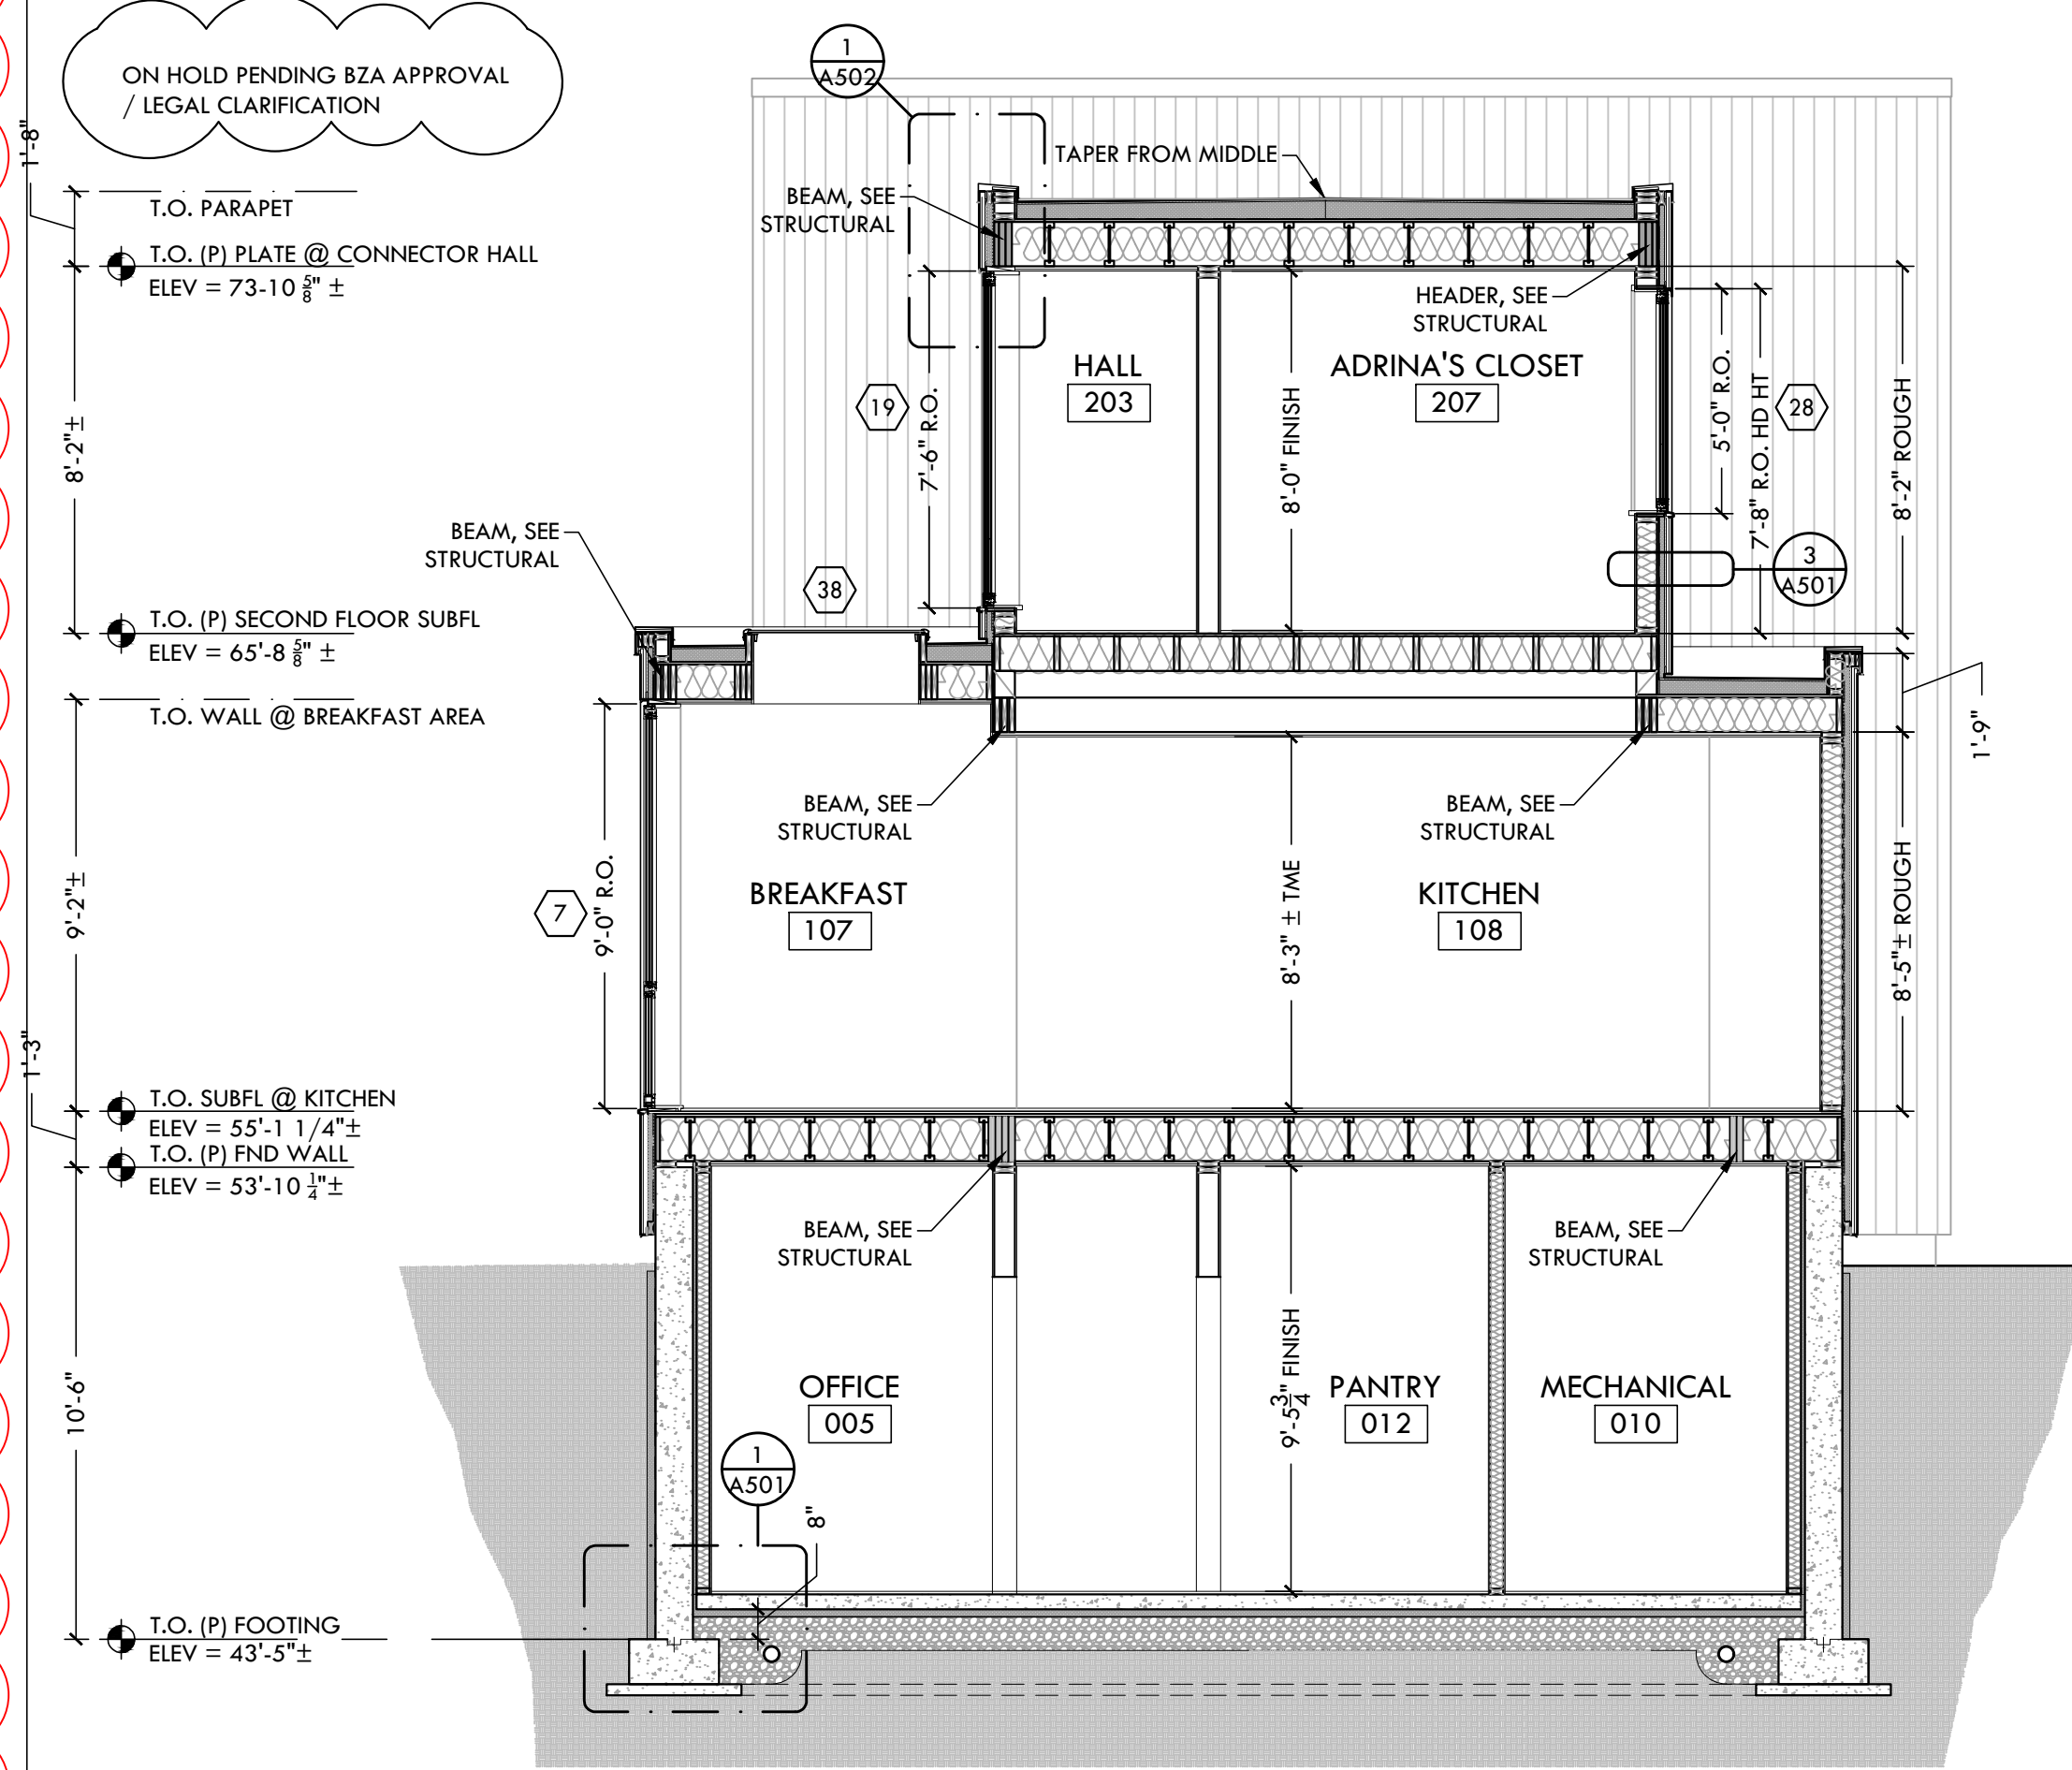 ON HOLD PENDING BZA APPROVAL
/ LEGAL CLARIFICATION
1
A502
1'-8"
TAPER FROM MIDDLE
T.O. PARAPET
BEAM, SEE
STRUCTURAL
T.O. (P) PLATE @ CONNECTOR HALL
ELEV = 73-10 5/8" ±
HEADER, SEE
STRUCTURAL
HALL
203
ADRINA'S CLOSET
207
19
7'-6" R.O.
8'-0" FINISH
5'-0" R.O.
7'-8" R.O. HD HT
28
8'-2" ROUGH
8'-2"±
BEAM, SEE
STRUCTURAL
38
3
A501
T.O. (P) SECOND FLOOR SUBFL
ELEV = 65'-8 5/8" ±
T.O. WALL @ BREAKFAST AREA
1'-9"
BEAM, SEE
STRUCTURAL
BEAM, SEE
STRUCTURAL
9'-2"±
7
9'-0" R.O.
BREAKFAST
107
8'-3" ± TME
KITCHEN
108
8'-5"± ROUGH
1'-3"
T.O. SUBFL @ KITCHEN
ELEV = 55'-1 1/4"±
T.O. (P) FND WALL
ELEV = 53'-10 1/4"±
BEAM, SEE
STRUCTURAL
BEAM, SEE
STRUCTURAL
10'-6"
OFFICE
005
9'-5 3/4" FINISH
PANTRY
012
MECHANICAL
010
1
A501
8"
T.O. (P) FOOTING
ELEV = 43'-5"±